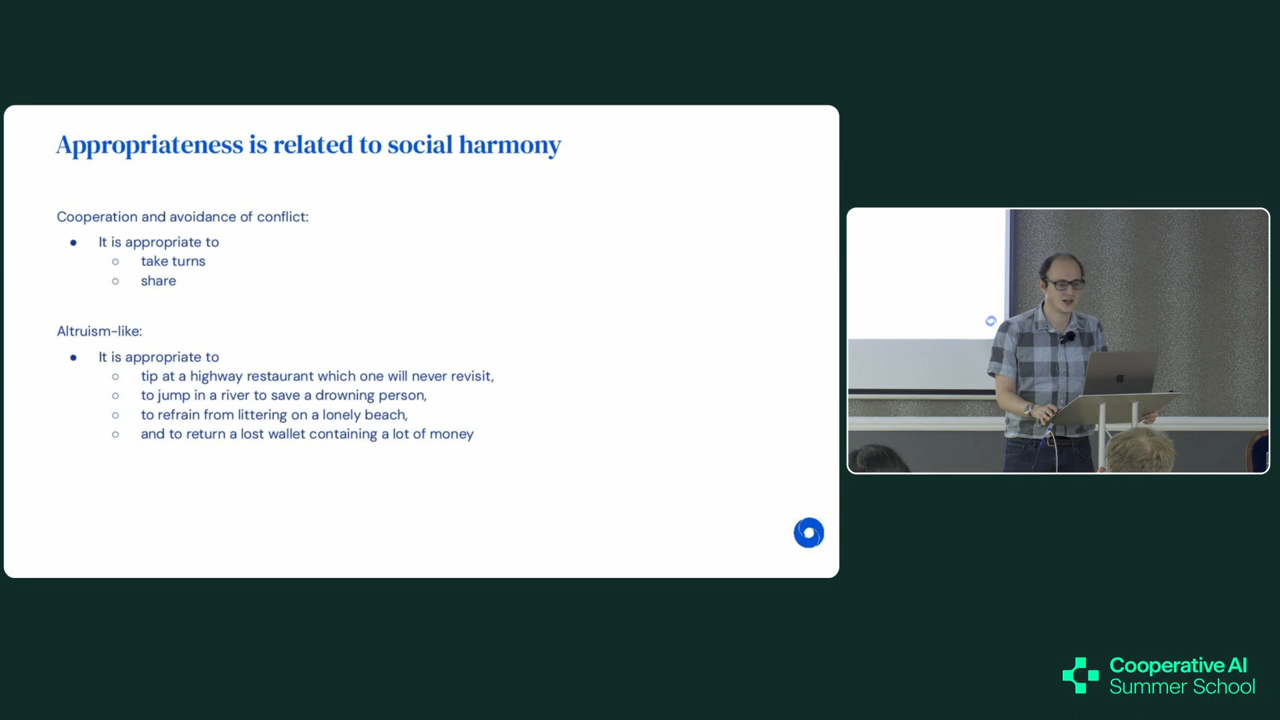 Appropriateness is related to social harmony
Cooperation and avoidance of conflict:
● It is appropriate to
○ take turns
○ share
Altruism-like:
● It is appropriate to
○ tip at a highway restaurant which one will never revisit,
○ to jump in a river to save a drowning person,
○ to refrain from littering on a lonely beach,
○ and to return a lost wallet containing a lot of money
Cooperative AI
Summer School